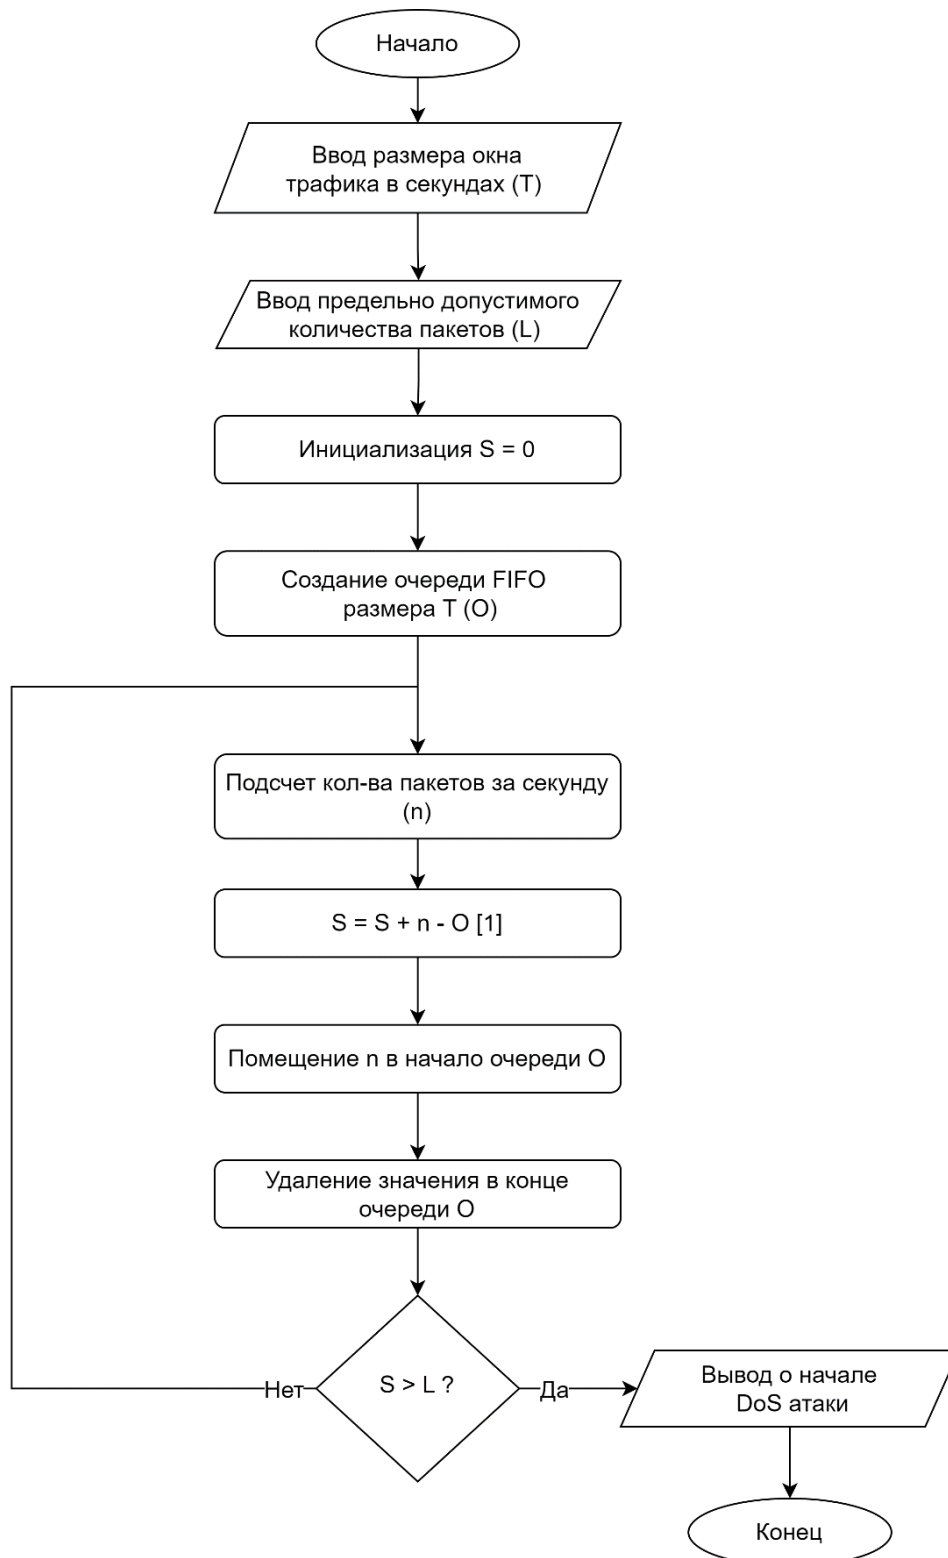 Начало
Ввод размера окна
трафика в секундах (T)
Ввод предельно допустимого
количества пакетов (L)
Инициализация S = 0
Создание очереди FIFO
размера T (O)
Подсчет кол-ва пакетов за секунду
(n)
S = S + n - O [1]
Помещение n в начало очереди O
Удаление значения в конце
очереди O
S > L ?
Нет
Да
Вывод о начале
DoS атаки
Конец